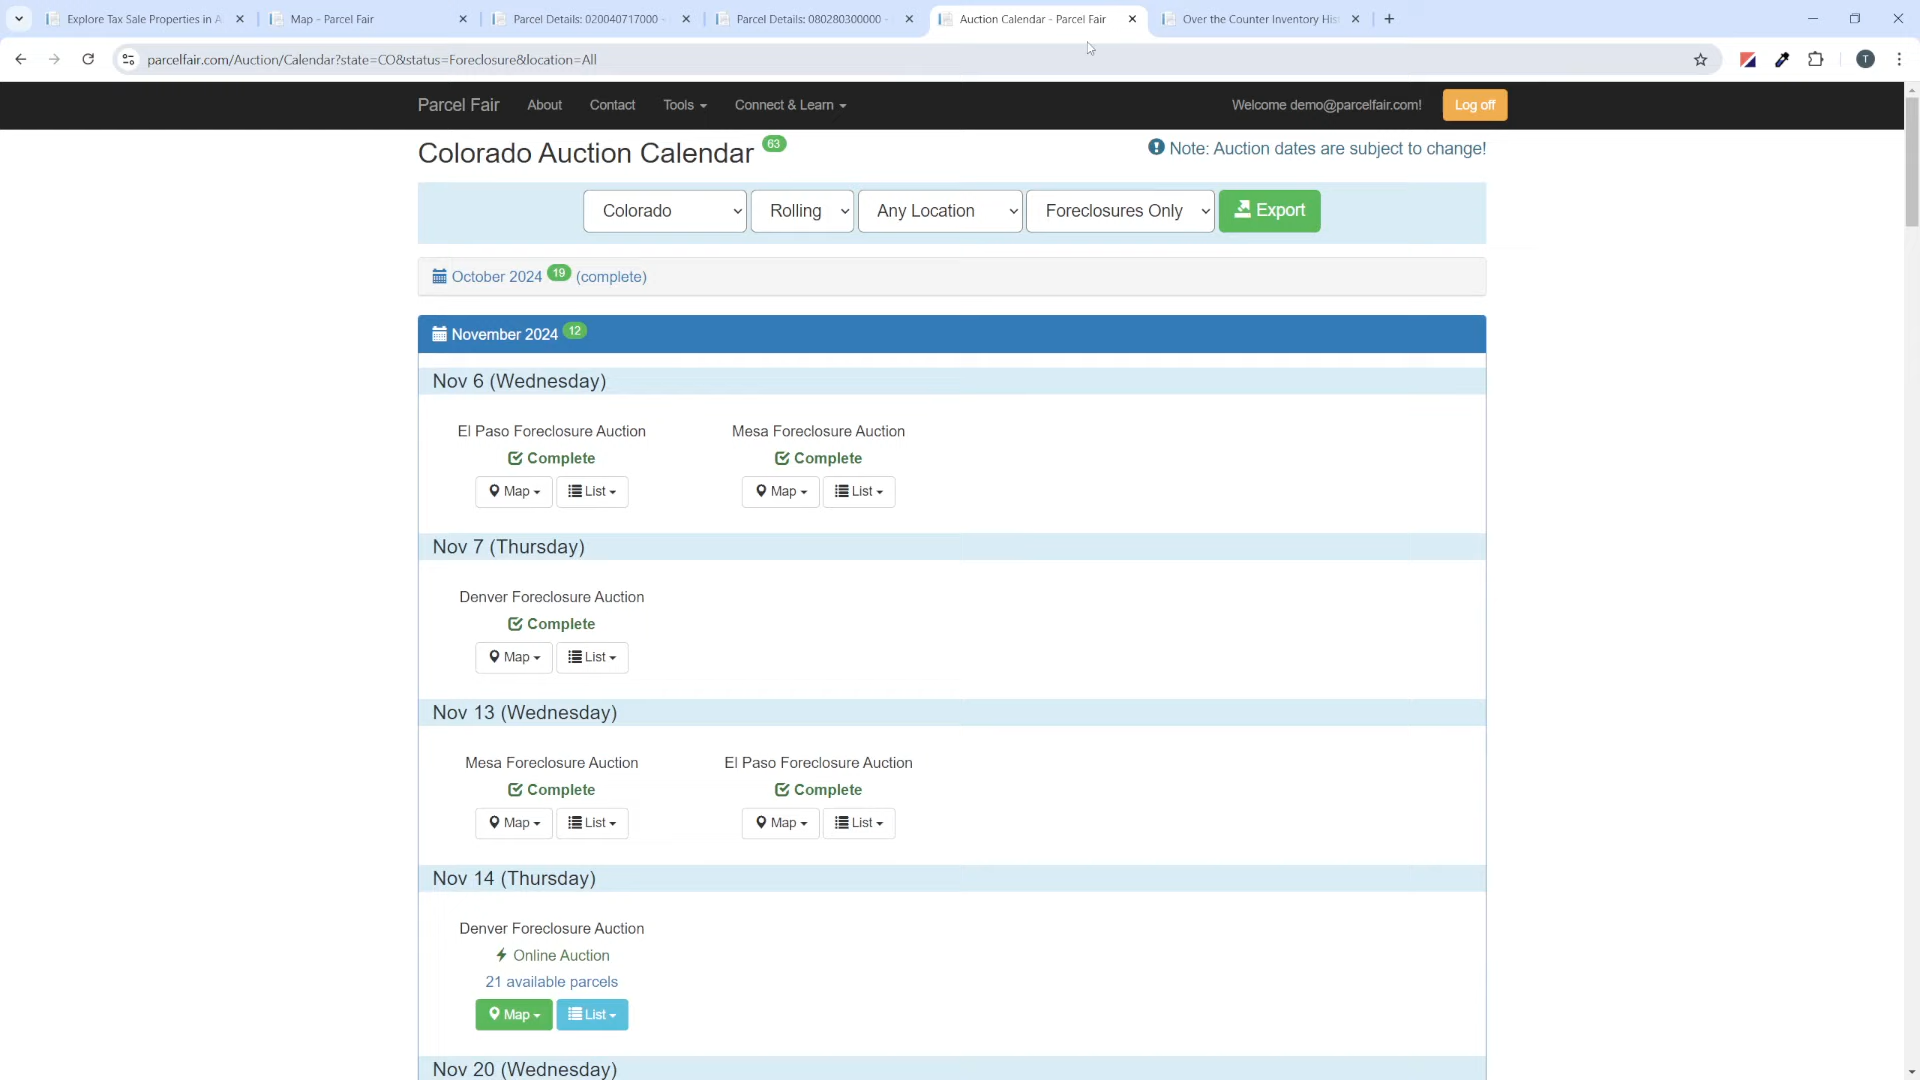 Explore Tax Sale Properties in A
Map - Parcel Fair
Parcel Details: 020040717000 -
Parcel Details: 080280300000 -
Auction Calendar - Parcel Fair
Over the Counter Inventory His
parcelfair.com/Auction/Calendar?state=CO&status=Foreclosure&location=All
T
Parcel Fair
About
Contact
Tools
Connect & Learn
Welcome demo@parcelfair.com!
Log off
Colorado Auction Calendar 63
Note: Auction dates are subject to change!
Colorado
Rolling
Any Location
Foreclosures Only
Export
October 2024 19 (complete)
November 2024 12
Nov 6 (Wednesday)
El Paso Foreclosure Auction
Complete
Map
List
Mesa Foreclosure Auction
Complete
Map
List
Nov 7 (Thursday)
Denver Foreclosure Auction
Complete
Map
List
Nov 13 (Wednesday)
Mesa Foreclosure Auction
Complete
Map
List
El Paso Foreclosure Auction
Complete
Map
List
Nov 14 (Thursday)
Denver Foreclosure Auction
Online Auction
21 available parcels
Map
List
Nov 20 (Wednesday)